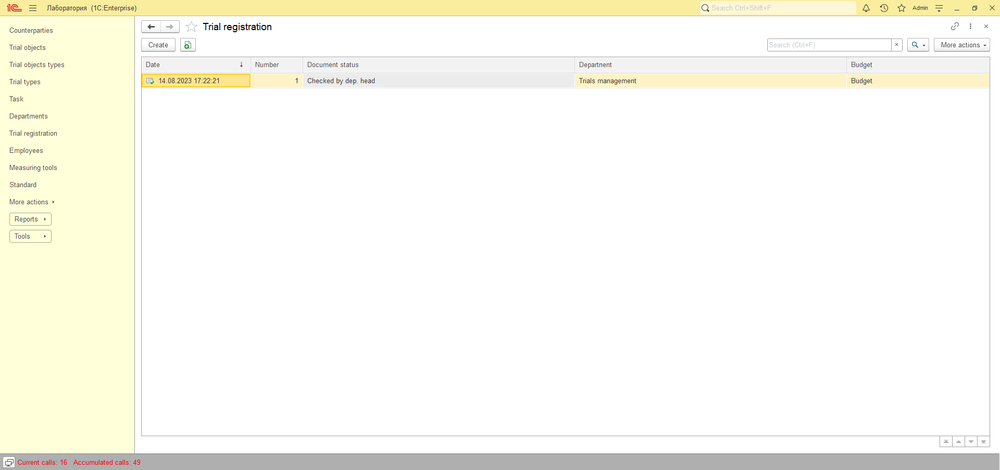 1С Лаборатория (1C:Enterprise) Search Ctrl+Shift+F Admin
Counterparties
Trial objects
Trial objects types
Trial types
Task
Departments
Trial registration
Employees
Measuring tools
Standard
More actions
Reports
Tools
Trial registration
Create Search (Ctrl+F) × More actions
Date Number Document status Departnent Budget
14.08.2023 17:22:21 1 Checked by dep. head Trials management Budget
Current calls: 16 Accumulated calls: 49